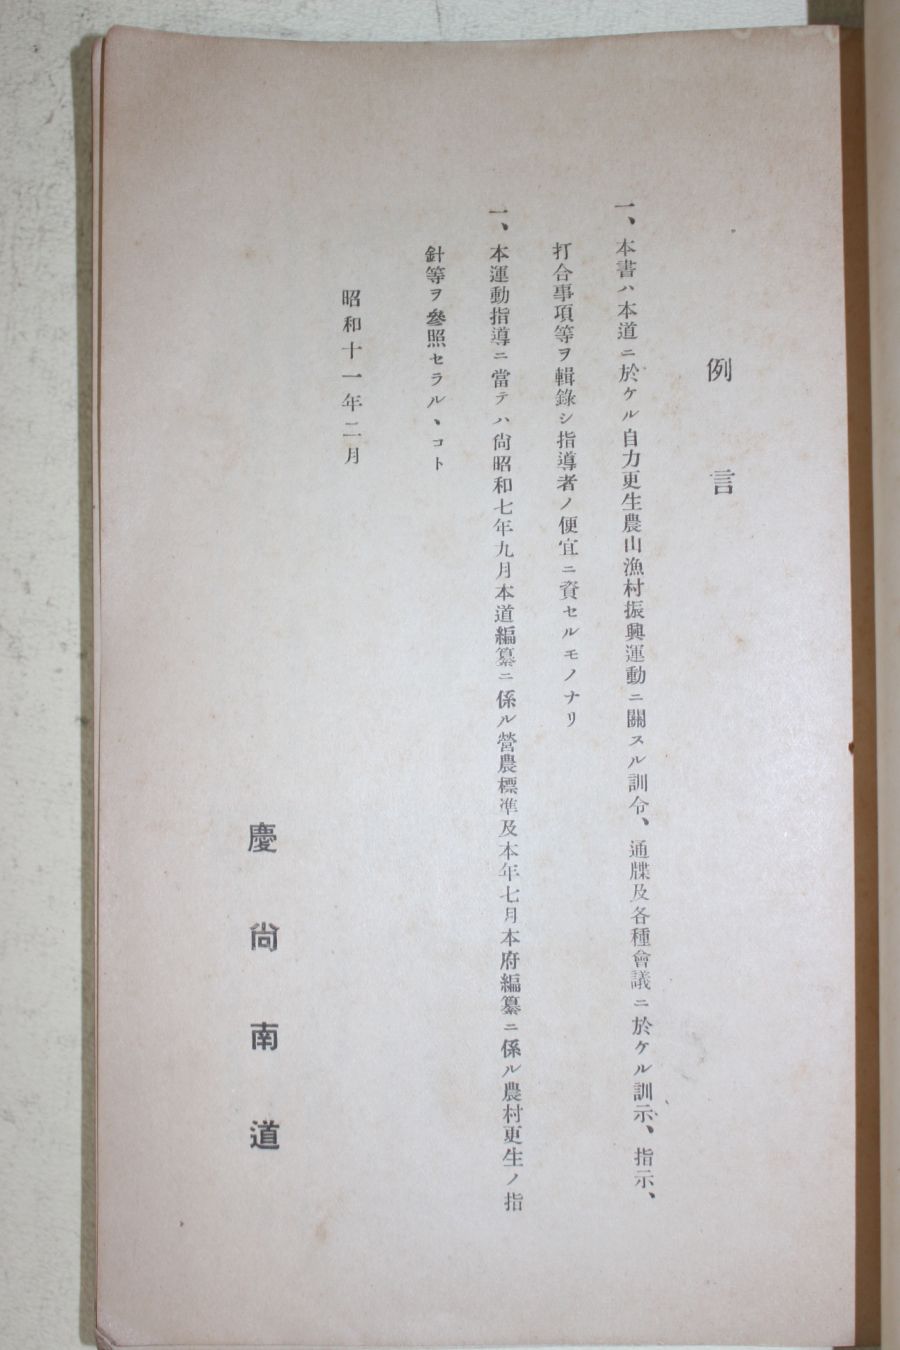 例言
一、本書ハ本道ニ於ケル自力更生農山漁村振興運動ニ關スル訓令、通牒及各種會議ニ於ケル訓示、指示、
打合事項等ヲ輯錄シ指導者ノ便宜ニ資セルモノナリ
一、本運動指導ニ當テハ尙昭和七年九月本道編纂ニ係ル營農標準及本年七月本府編纂ニ係ル農村更生ノ指
針等ヲ參照セラルヽコト
昭和十一年二月
慶尙南道